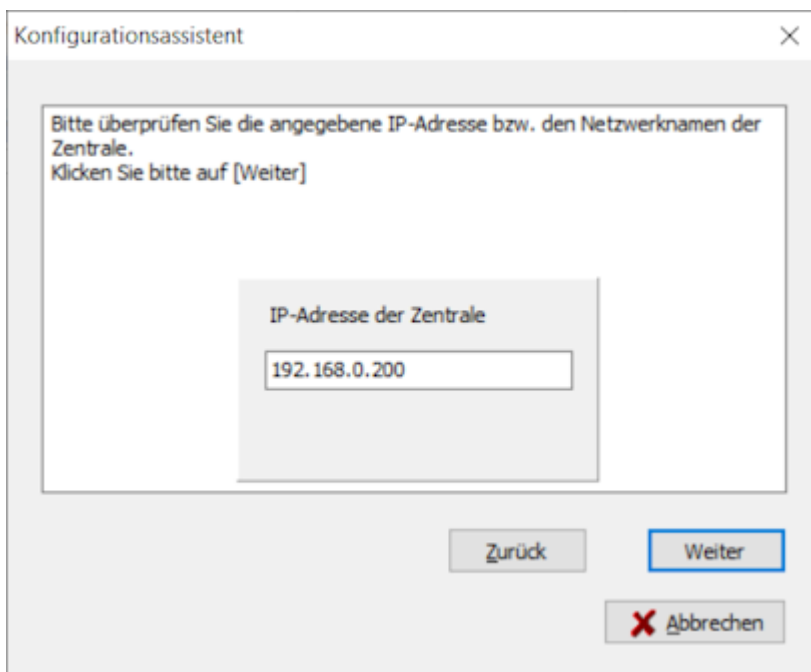 Konfigurationsassistent
Bitte überprüfen Sie die angegebene IP-Adresse bzw. den Netzwerknamen der
Zentrale.
Klicken Sie bitte auf [Weiter]
IP-Adresse der Zentrale
192.168.0.200
Zurück
Weiter
Abbrechen